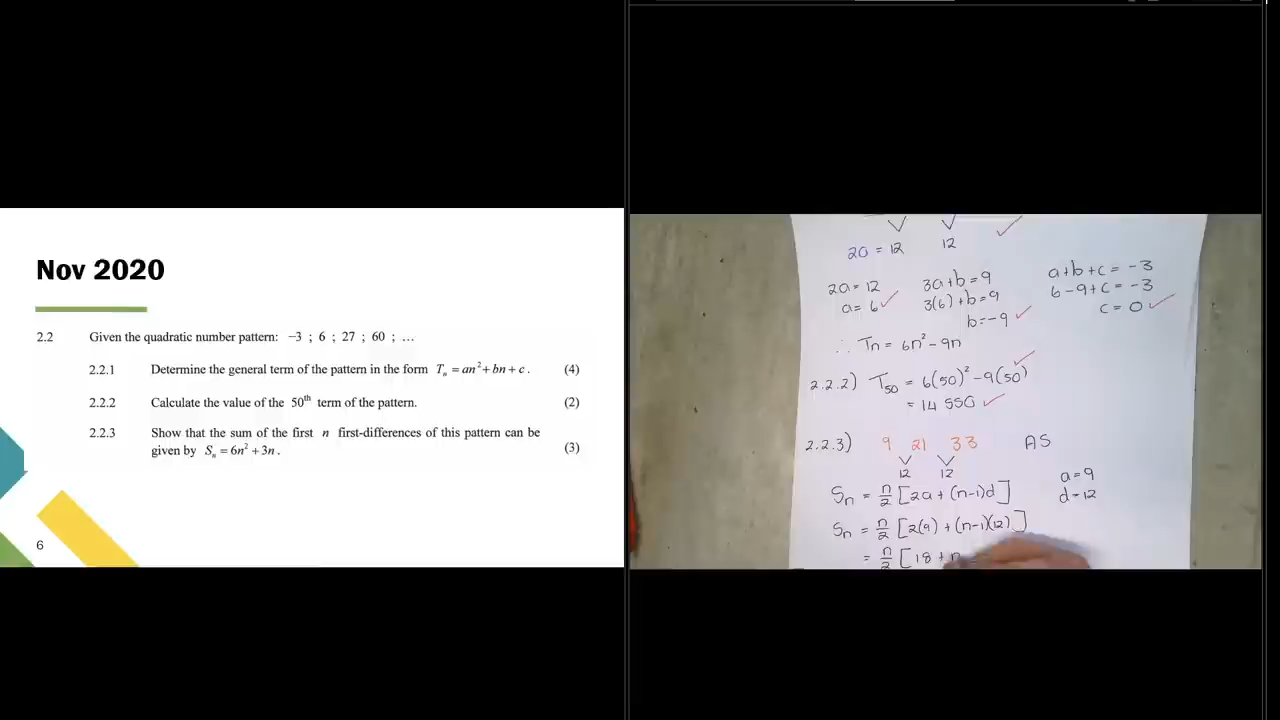 Nov 2020
2.2 Given the quadratic number pattern: −3 ; 6 ; 27 ; 60 ; …
2.2.1 Determine the general term of the pattern in the form Tₙ = an² + bn + c . (4)
2.2.2 Calculate the value of the 50th term of the pattern. (2)
2.2.3 Show that the sum of the first n first-differences of this pattern can be
given by Sₙ = 6n² + 3n . (3)
6
2a = 12 12
2a = 12 3a+b = 9 a+b+c = −3
a = 6 3(6)+b = 9 6−9+c = −3
b = −9 c = 0
∴ Tn = 6n² − 9n
2.2.2) T50 = 6(50)² − 9(50)
= 14 550
2.2.3) 9 21 33 AS
12 12
a = 9
Sn = n/2 [2a + (n−1)d] d = 12
Sn = n/2 [2(9) + (n−1)(12)]
= n/2 [18 +